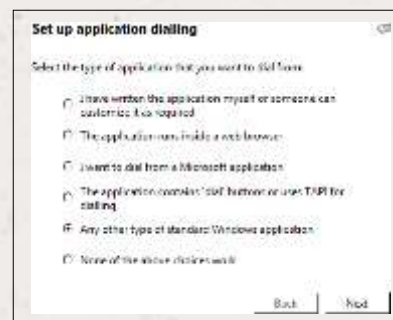 Set up application dialling
Select the type of application that you want to dial from:
I have written the application myself or someone can
customize it as required
The application runs inside a web browser
I want to dial from a Microsoft application
The application contains 'dial' buttons or uses TAPI for
dialling
Any other type of standard Windows application
None of the above choices work
Back
Next